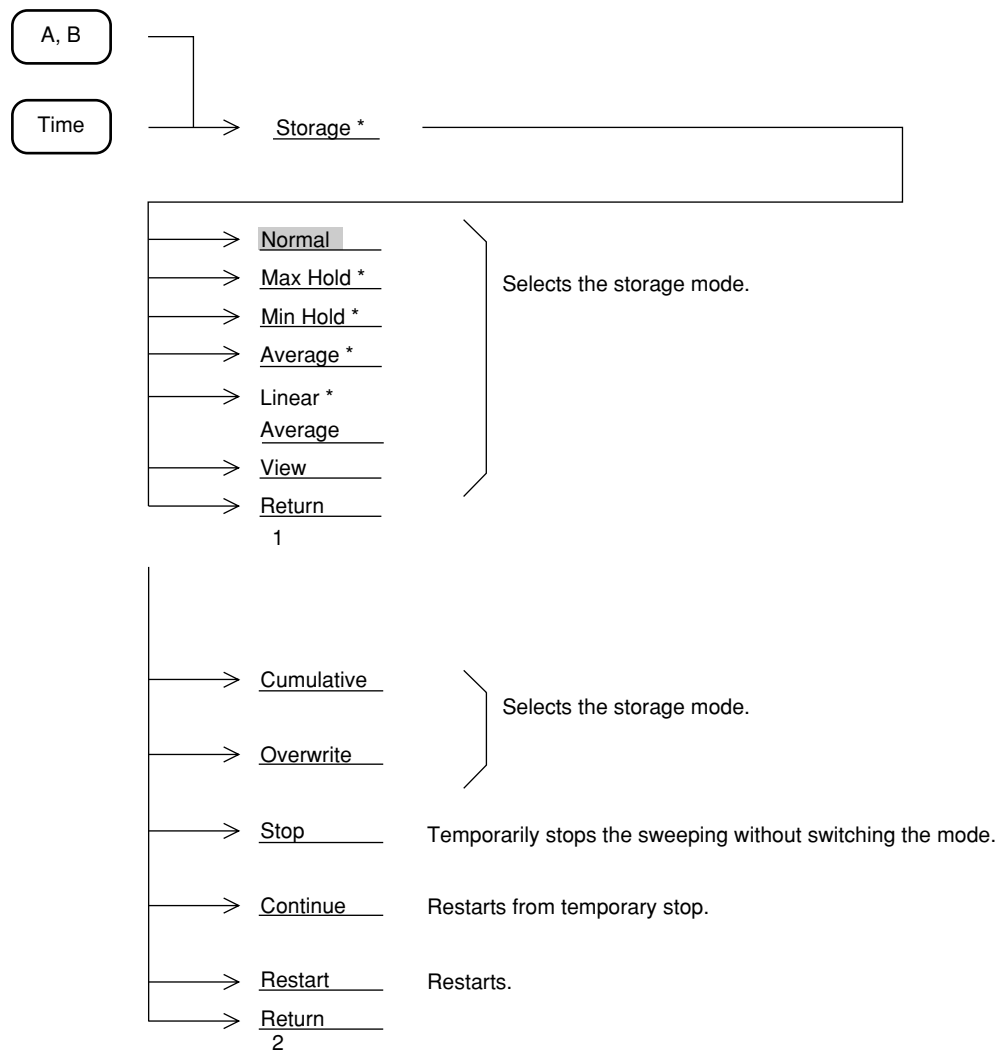 A, B
Time
Storage *
Normal
Max Hold *
Selects the storage mode.
Min Hold *
Average *
Linear *
Average
View
Return
1
Cumulative
Selects the storage mode.
Overwrite
Stop Temporarily stops the sweeping without switching the mode.
Continue Restarts from temporary stop.
Restart Restarts.
Return
2